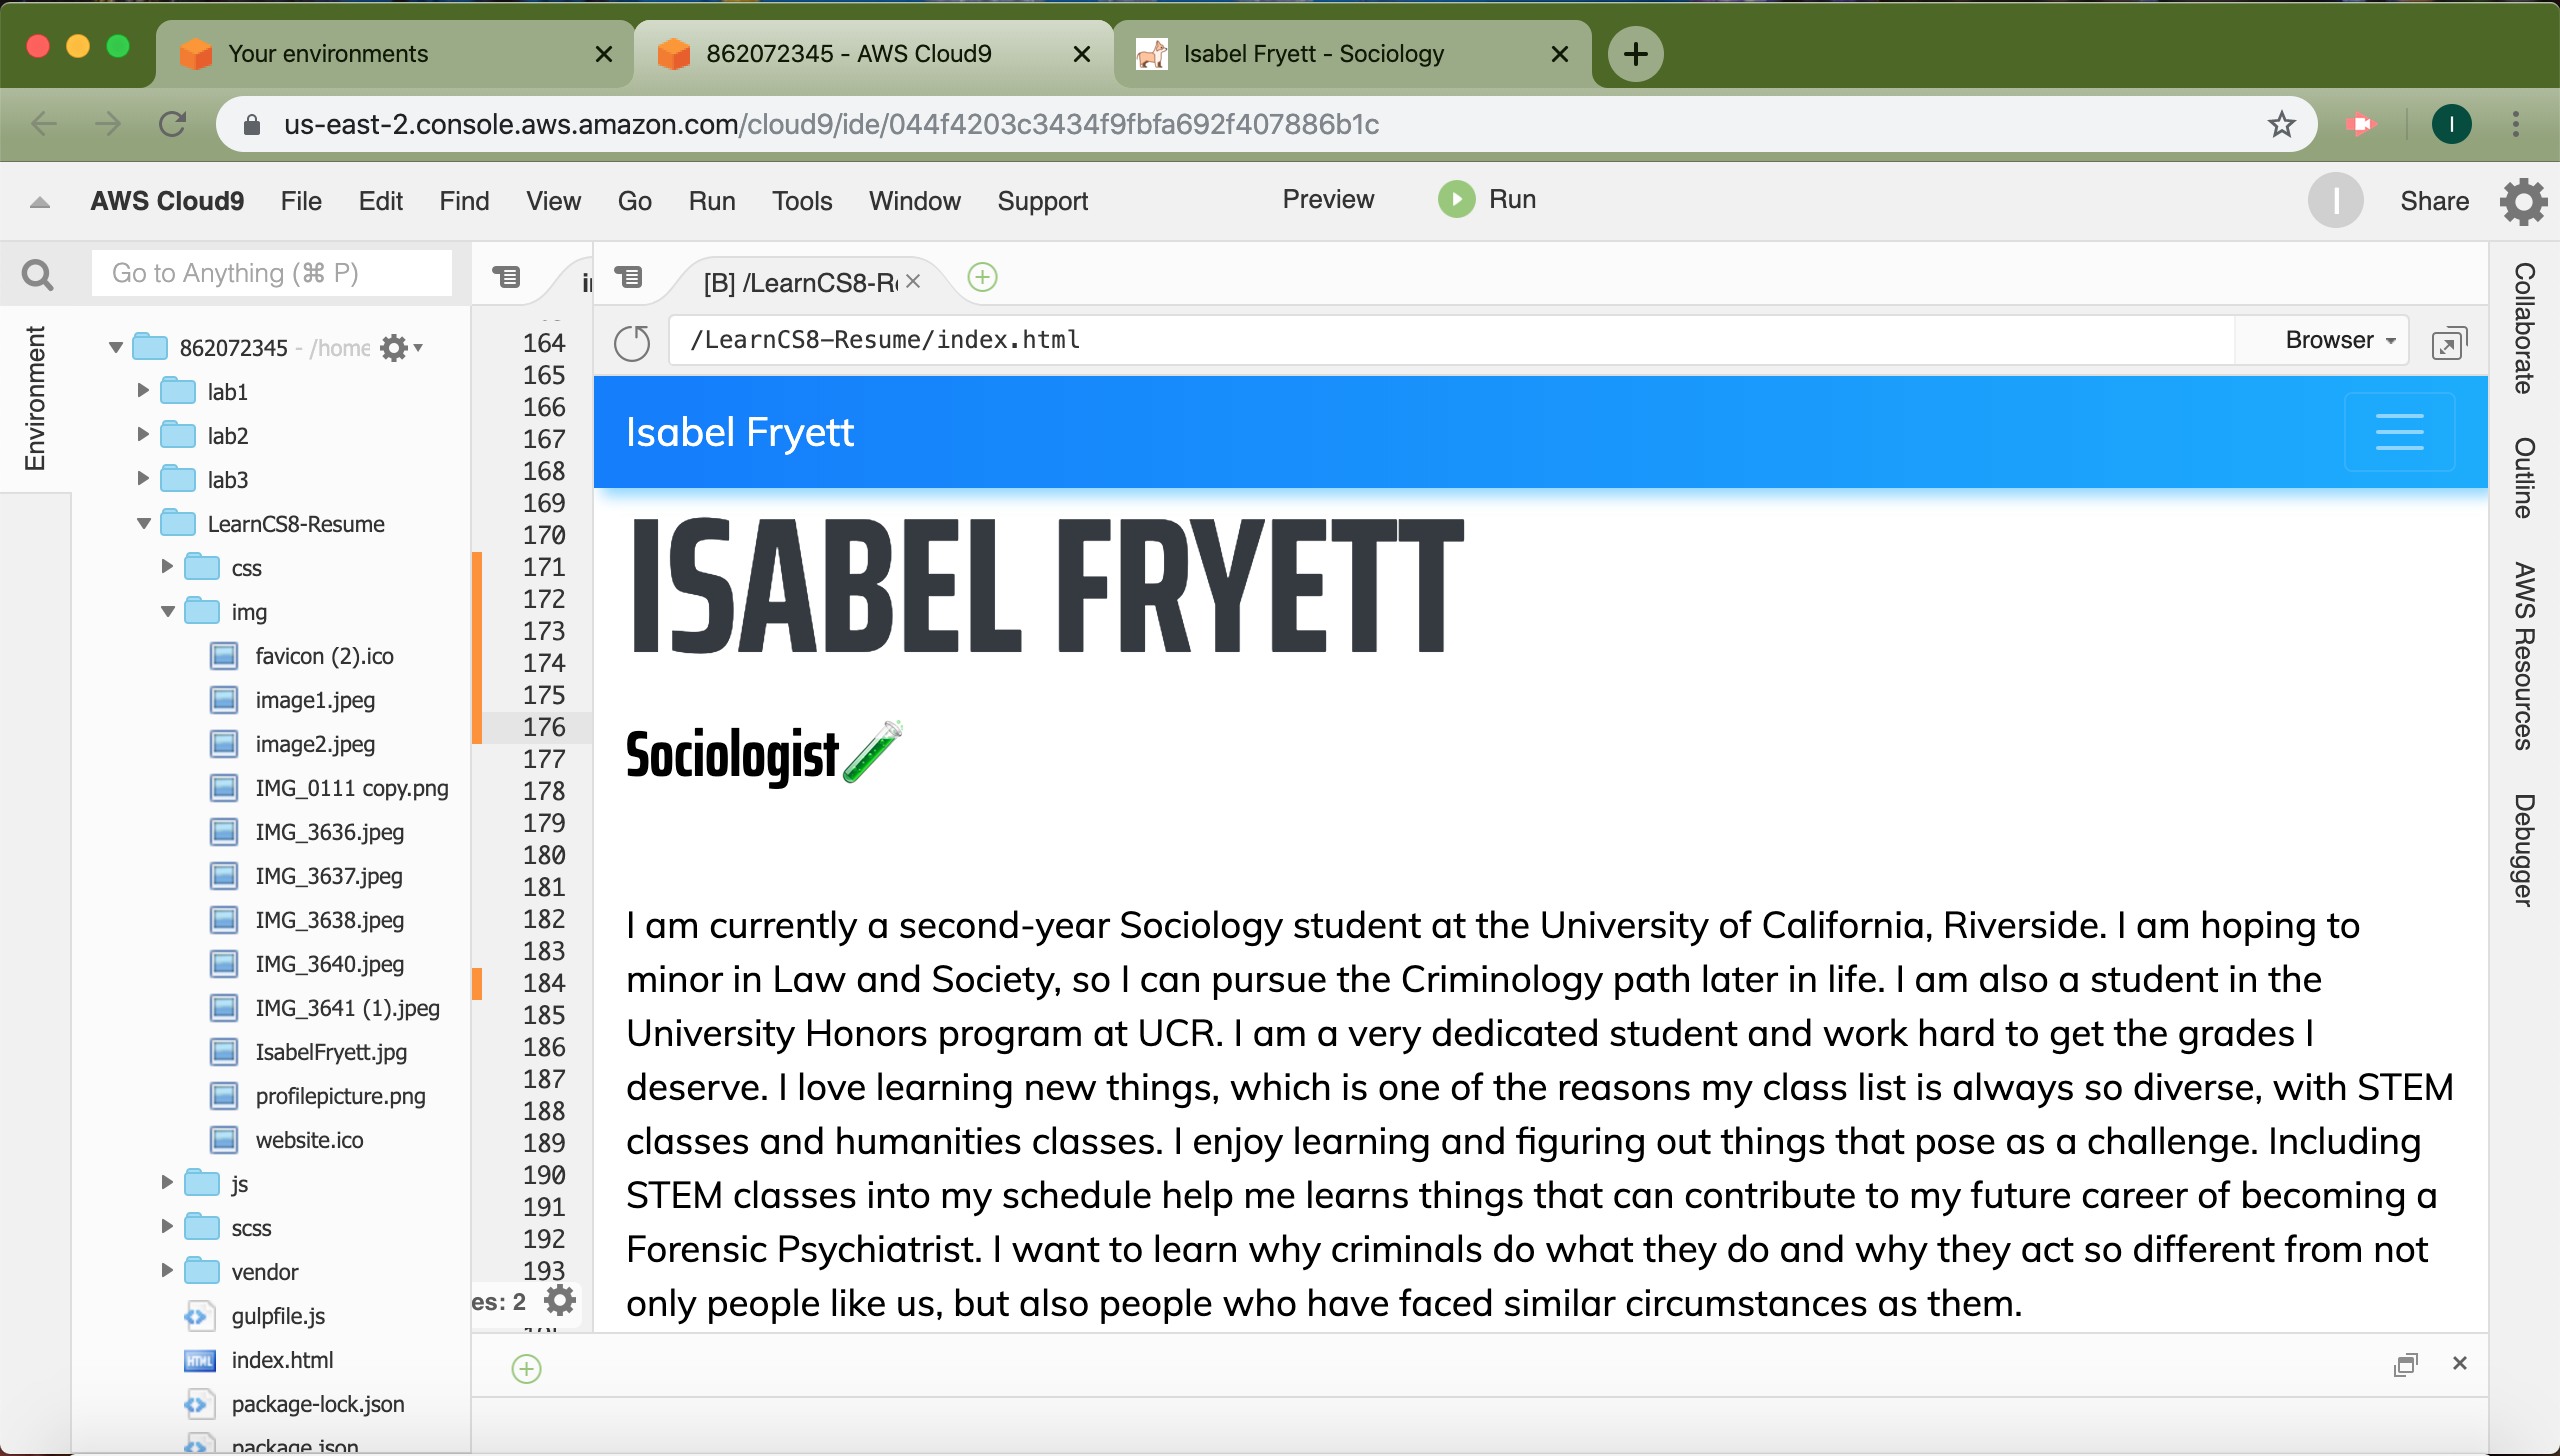 Your environments
862072345 - AWS Cloud9
Isabel Fryett - Sociology
us-east-2.console.aws.amazon.com/cloud9/ide/044f4203c3434f9fbfa692f407886b1c
I
AWS Cloud9 File Edit Find View Go Run Tools Window Support Preview Run I Share
Go to Anything (⌘ P)
[B] /LearnCS8-R
/LearnCS8-Resume/index.html Browser
Environment
862072345 - /home
lab1
lab2
lab3
LearnCS8-Resume
css
img
favicon (2).ico
image1.jpeg
image2.jpeg
IMG_0111 copy.png
IMG_3636.jpeg
IMG_3637.jpeg
IMG_3638.jpeg
IMG_3640.jpeg
IMG_3641 (1).jpeg
IsabelFryett.jpg
profilepicture.png
website.ico
js
scss
vendor
gulpfile.js
HTML index.html
package-lock.json
package.json
164
165
166
167
168
169
170
171
172
173
174
175
176
177
178
179
180
181
182
183
184
185
186
187
188
189
190
191
192
193
es: 2
Isabel Fryett
ISABEL FRYETT
Sociologist
I am currently a second-year Sociology student at the University of California, Riverside. I am hoping to
minor in Law and Society, so I can pursue the Criminology path later in life. I am also a student in the
University Honors program at UCR. I am a very dedicated student and work hard to get the grades I
deserve. I love learning new things, which is one of the reasons my class list is always so diverse, with STEM
classes and humanities classes. I enjoy learning and figuring out things that pose as a challenge. Including
STEM classes into my schedule help me learns things that can contribute to my future career of becoming a
Forensic Psychiatrist. I want to learn why criminals do what they do and why they act so different from not
only people like us, but also people who have faced similar circumstances as them.
Collaborate
Outline
AWS Resources
Debugger